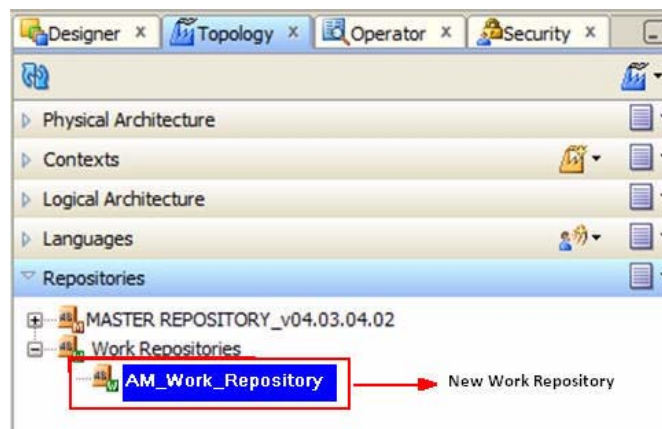 Designer x Topology x Operator x Security x
Physical Architecture
Contexts
Logical Architecture
Languages
Repositories
MASTER REPOSITORY_v04.03.04.02
Work Repositories
AM_Work_Repository New Work Repository